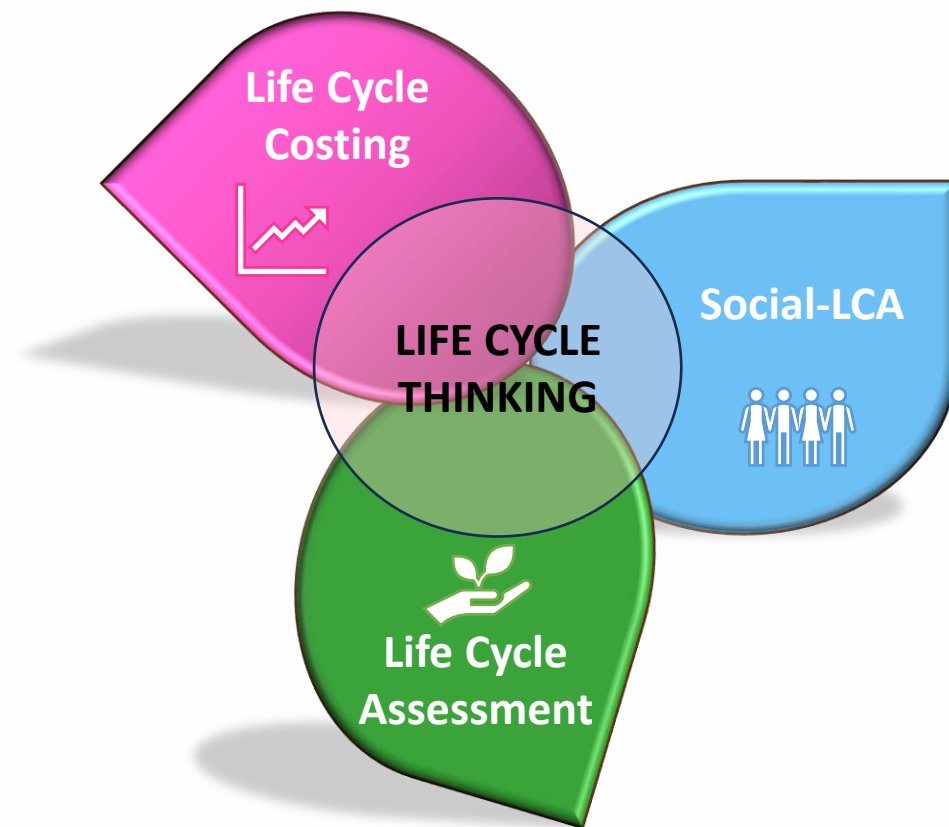 Life Cycle
Costing
Social-LCA
LIFE CYCLE
THINKING
Life Cycle
Assessment